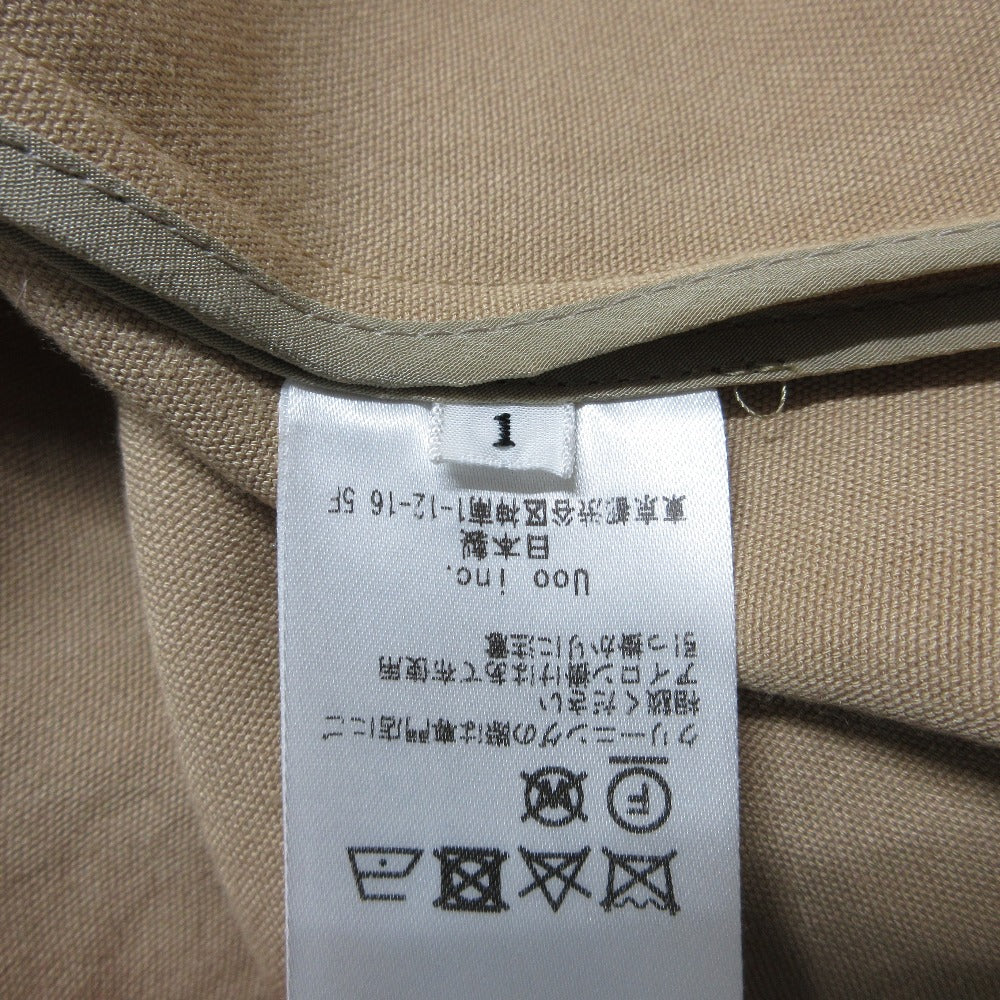 1
クリーニングの際は専門店にご
相談ください
アイロン掛けはあて布使用
引っ掛かりに注意
Uoo inc.
日本製
東京都渋谷区神南1-12-16 5F